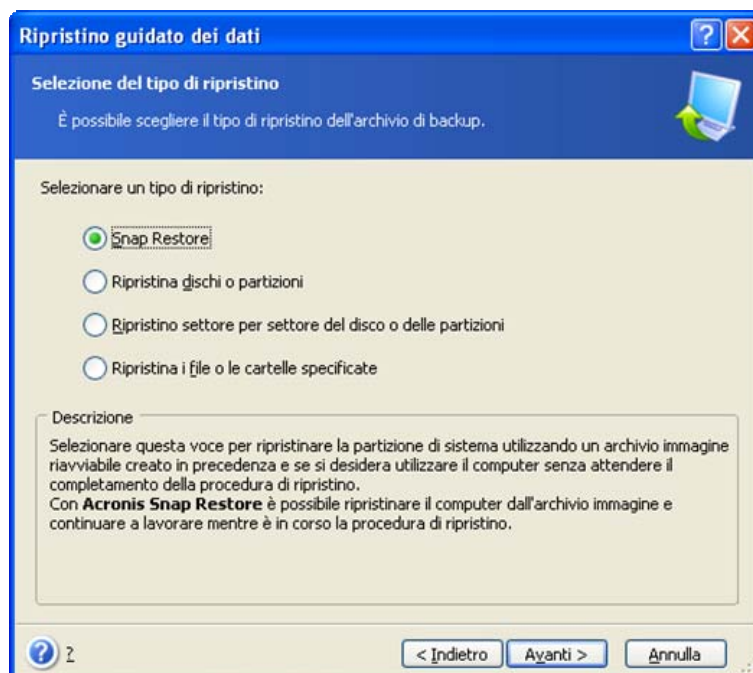 Ripristino guidato dei dati
Selezione del tipo di ripristino
È possibile scegliere il tipo di ripristino dell'archivio di backup.
Selezionare un tipo di ripristino:
Snap Restore
Ripristina dischi o partizioni
Ripristino settore per settore del disco o delle partizioni
Ripristina i file o le cartelle specificate
Descrizione
Selezionare questa voce per ripristinare la partizione di sistema utilizzando un archivio immagine
riavviabile creato in precedenza e se si desidera utilizzare il computer senza attendere il
completamento della procedura di ripristino.
Con Acronis Snap Restore è possibile ripristinare il computer dall'archivio immagine e
continuare a lavorare mentre è in corso la procedura di ripristino.
? < Indietro Avanti > Annulla